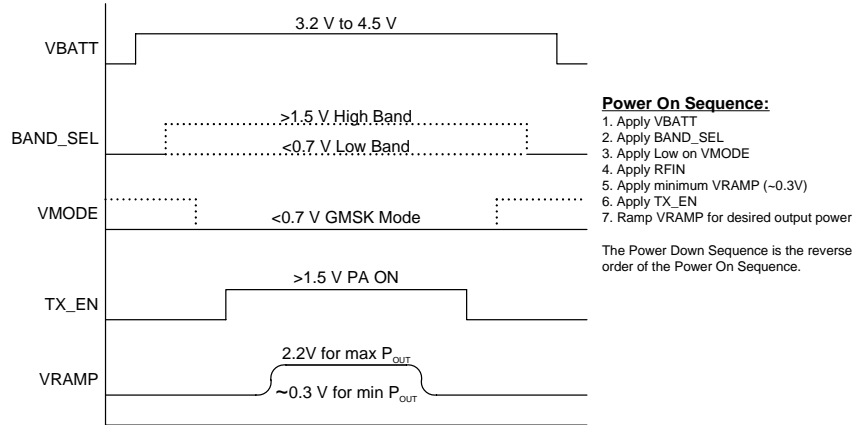 3.2 V to 4.5 V
VBATT
>1.5 V High Band
BAND_SEL
<0.7 V Low Band
VMODE
<0.7 V GMSK Mode
>1.5 V PA ON
TX_EN
2.2V for max POUT
VRAMP
~0.3 V for min POUT
Power On Sequence:
1. Apply VBATT
2. Apply BAND_SEL
3. Apply Low on VMODE
4. Apply RFIN
5. Apply minimum VRAMP (~0.3V)
6. Apply TX_EN
7. Ramp VRAMP for desired output power
The Power Down Sequence is the reverse
order of the Power On Sequence.